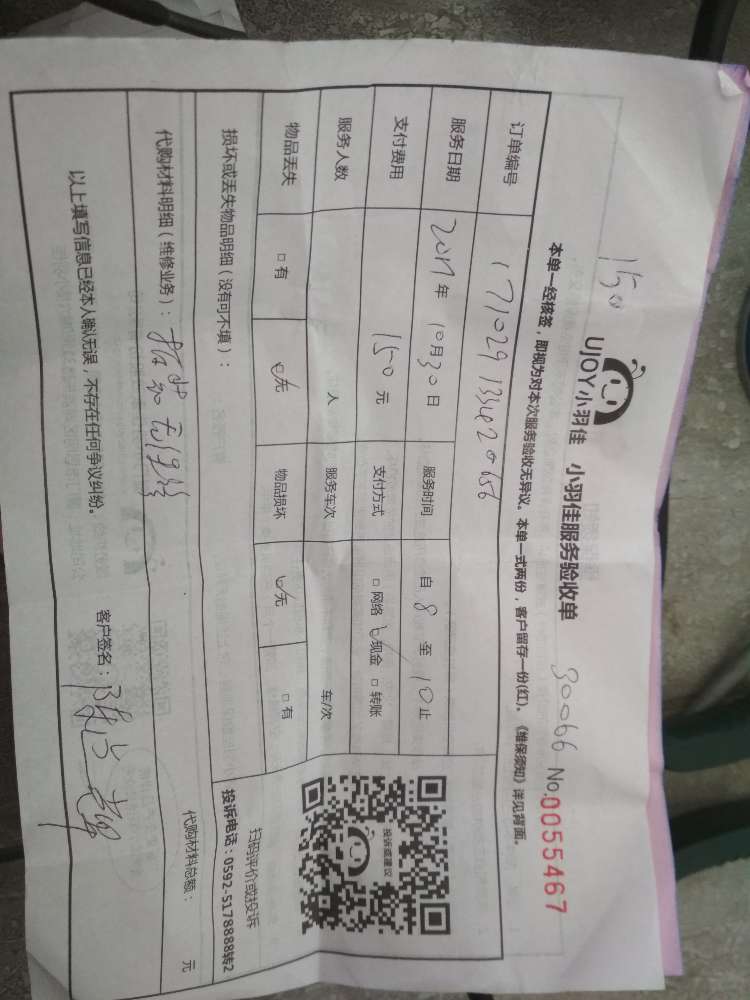 150
UJOY小羽佳 小羽佳服务验收单 30066 No.0055467
本单一经核签，即视为对本次服务验收无异议。本单一式两份，客户留存一份(红)。《维保须知》详见背面。
订单编号 171029133420656
服务日期 2017年 10月30日 服务时间 自 8 至 10 止
支付费用 150 元 支付方式 □网络 ☑现金 □转账
服务人数 人 服务车次 车/次
物品丢失 □有 ☑无 物品损坏 ☑无 □有
投诉或建议
扫码评价或投诉
投诉电话：0592-5178888转2
损坏或丢失物品明细（没有可不填）：
代购材料明细（维修业务）： 代购材料总额： 元
以上填写信息已经本人确认无误，不存在任何争议纠纷。 客户签名：